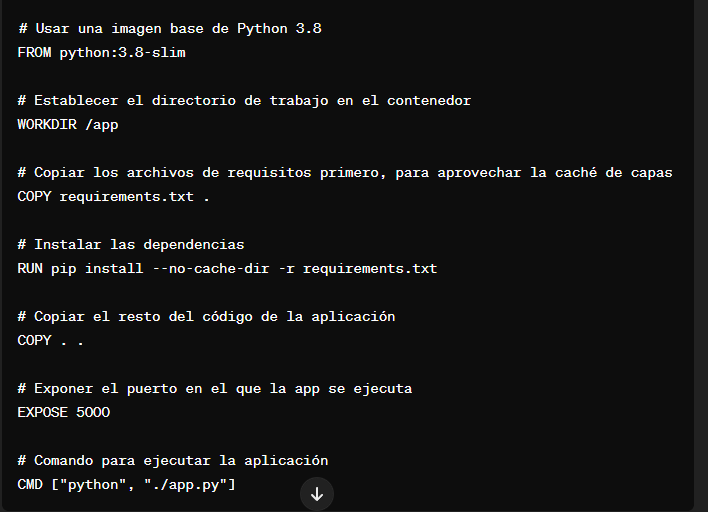 # Usar una imagen base de Python 3.8
FROM python:3.8-slim
# Establecer el directorio de trabajo en el contenedor
WORKDIR /app
# Copiar los archivos de requisitos primero, para aprovechar la caché de capas
COPY requirements.txt .
# Instalar las dependencias
RUN pip install --no-cache-dir -r requirements.txt
# Copiar el resto del código de la aplicación
COPY . .
# Exponer el puerto en el que la app se ejecuta
EXPOSE 5000
# Comando para ejecutar la aplicación
CMD ["python", "./app.py"]